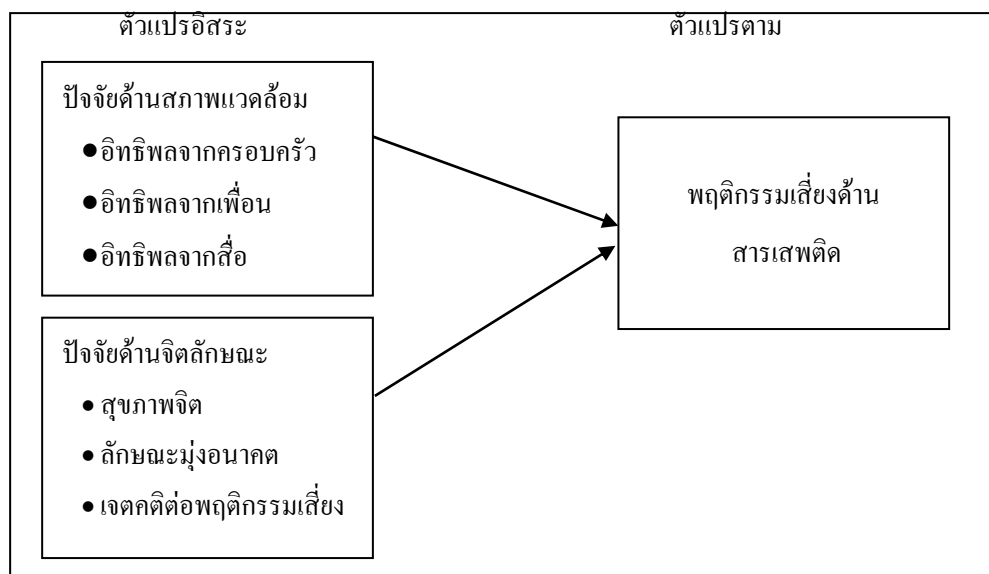 ตัวแปรอิสระ
ตัวแปรตาม
ปัจจัยด้านสภาพแวดล้อม
●อิทธิพลจากครอบครัว
●อิทธิพลจากเพื่อน
●อิทธิพลจากสื่อ
พฤติกรรมเสี่ยงด้าน
สารเสพติด
ปัจจัยด้านจิตลักษณะ
● สุขภาพจิต
● ลักษณะมุ่งอนาคต
● เจตคติต่อพฤติกรรมเสี่ยง